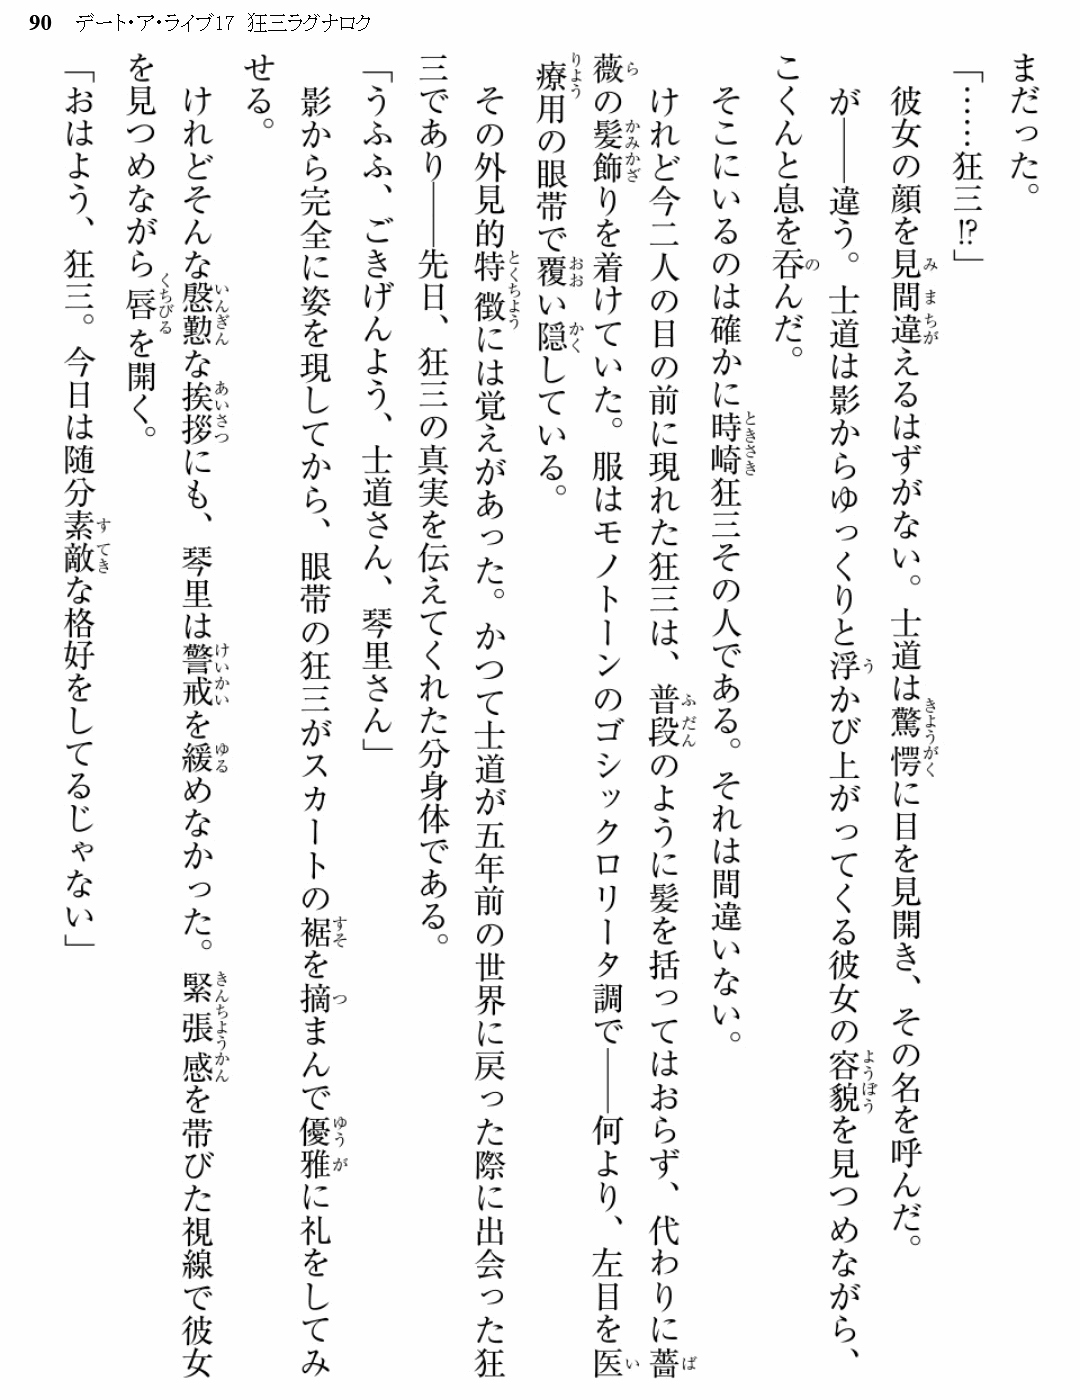 90 デート・ア・ライブ17 狂三ラグナロク
まだった。
「……狂三!?」
彼女の顔を見間違えるはずがない。士道は驚愕に目を見開き、その名を呼んだ。
が――違う。士道は影からゆっくりと浮かび上がってくる彼女の容貌を見つめながら、
こくんと息を呑んだ。
そこにいるのは確かに時崎狂三その人である。それは間違いない。
けれど今二人の目の前に現れた狂三は、普段のように髪を括ってはおらず、代わりに薔
薇の髪飾りを着けていた。服はモノトーンのゴシックロリータ調で――何より、左目を医
療用の眼帯で覆い隠している。
その外見的特徴には覚えがあった。かつて士道が五年前の世界に戻った際に出会った狂
三であり――先日、狂三の真実を伝えてくれた分身体である。
「うふふ、ごきげんよう、士道さん、琴里さん」
影から完全に姿を現してから、眼帯の狂三がスカートの裾を摘まんで優雅に礼をしてみ
せる。
けれどそんな慇懃な挨拶にも、琴里は警戒を緩めなかった。緊張感を帯びた視線で彼女
を見つめながら唇を開く。
「おはよう、狂三。今日は随分素敵な格好をしてるじゃない」